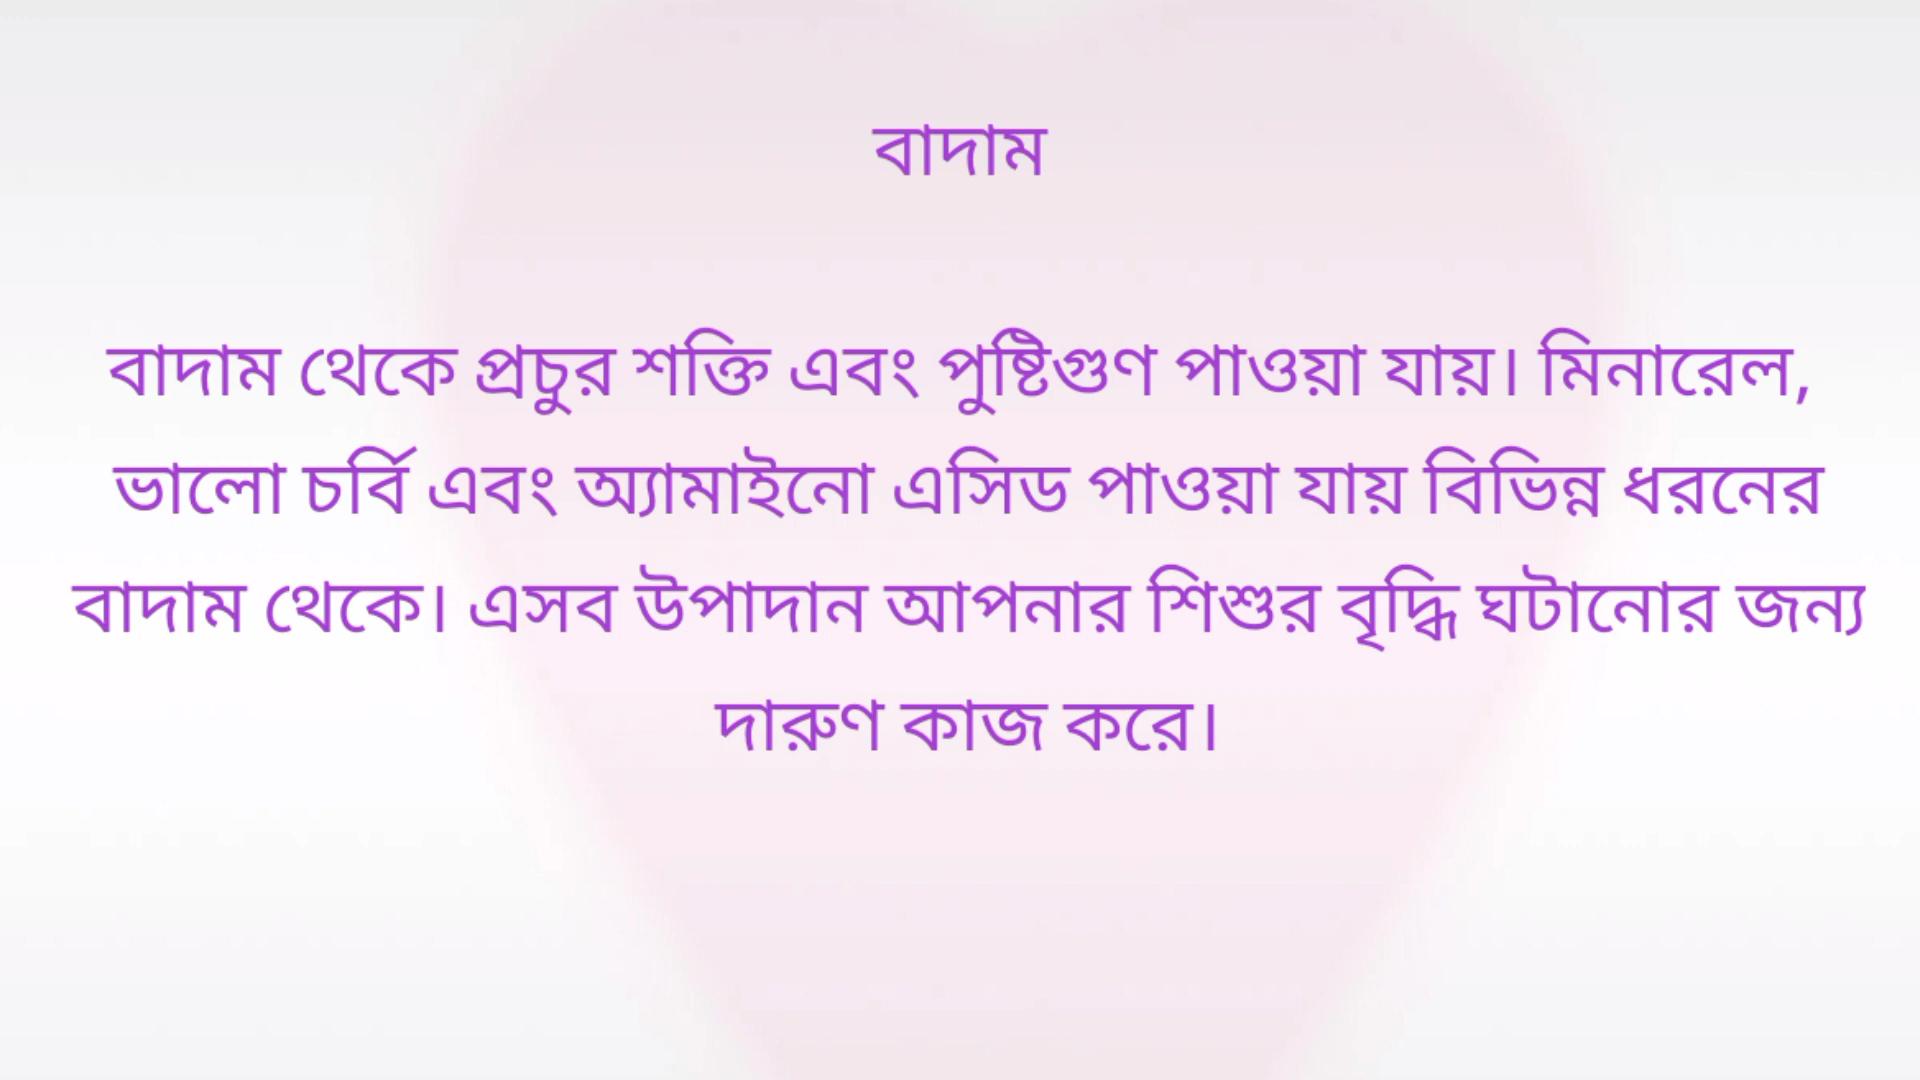 বাদাম
বাদাম থেকে প্রচুর শক্তি এবং পুষ্টিগুণ পাওয়া যায়। মিনারেল,
ভালো চর্বি এবং অ্যামাইনো এসিড পাওয়া যায় বিভিন্ন ধরনের
বাদাম থেকে। এসব উপাদান আপনার শিশুর বৃদ্ধি ঘটানোর জন্য
দারুণ কাজ করে।